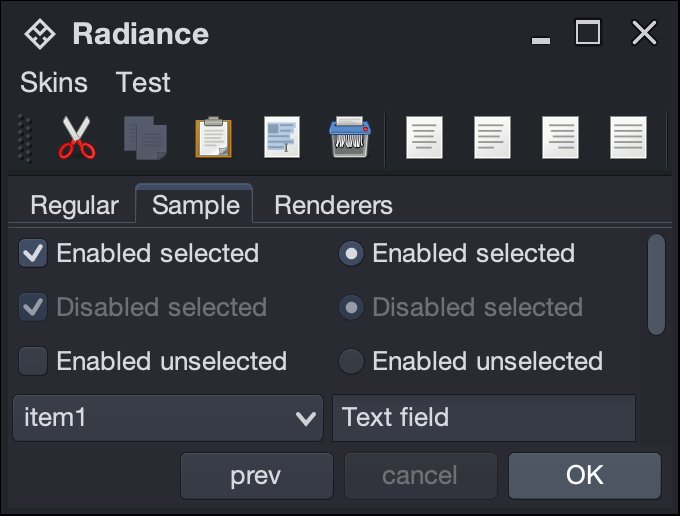 Radiance
Skins Test
Regular Sample Renderers
Enabled selected Enabled selected
Disabled selected Disabled selected
Enabled unselected Enabled unselected
item1 Text field
prev cancel OK